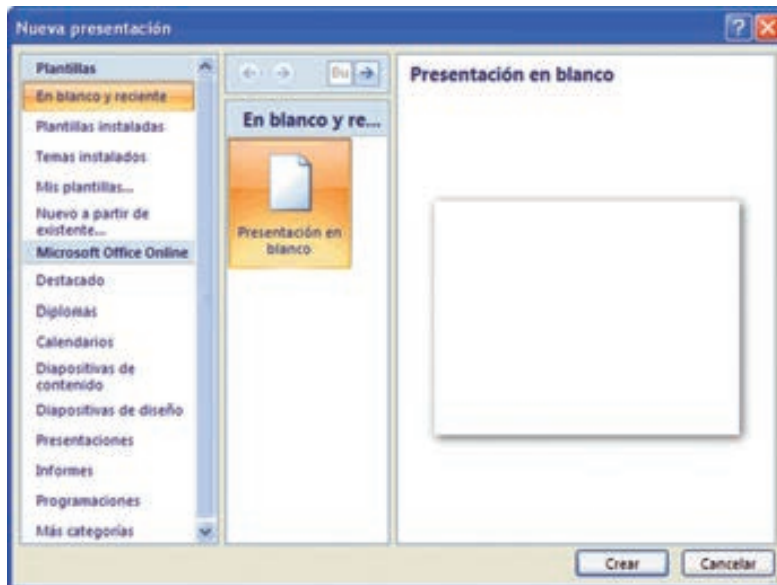 Nueva presentación
Plantillas
En blanco y reciente
Plantillas instaladas
Temas instalados
Mis plantillas...
Nuevo a partir de
existente...
Microsoft Office Online
Destacado
Diplomas
Calendarios
Diapositivas de
contenido
Diapositivas de diseño
Presentaciones
Informes
Programaciones
Más categorías
Bu
En blanco y re...
Presentación en
blanco
Presentación en blanco
Crear
Cancelar